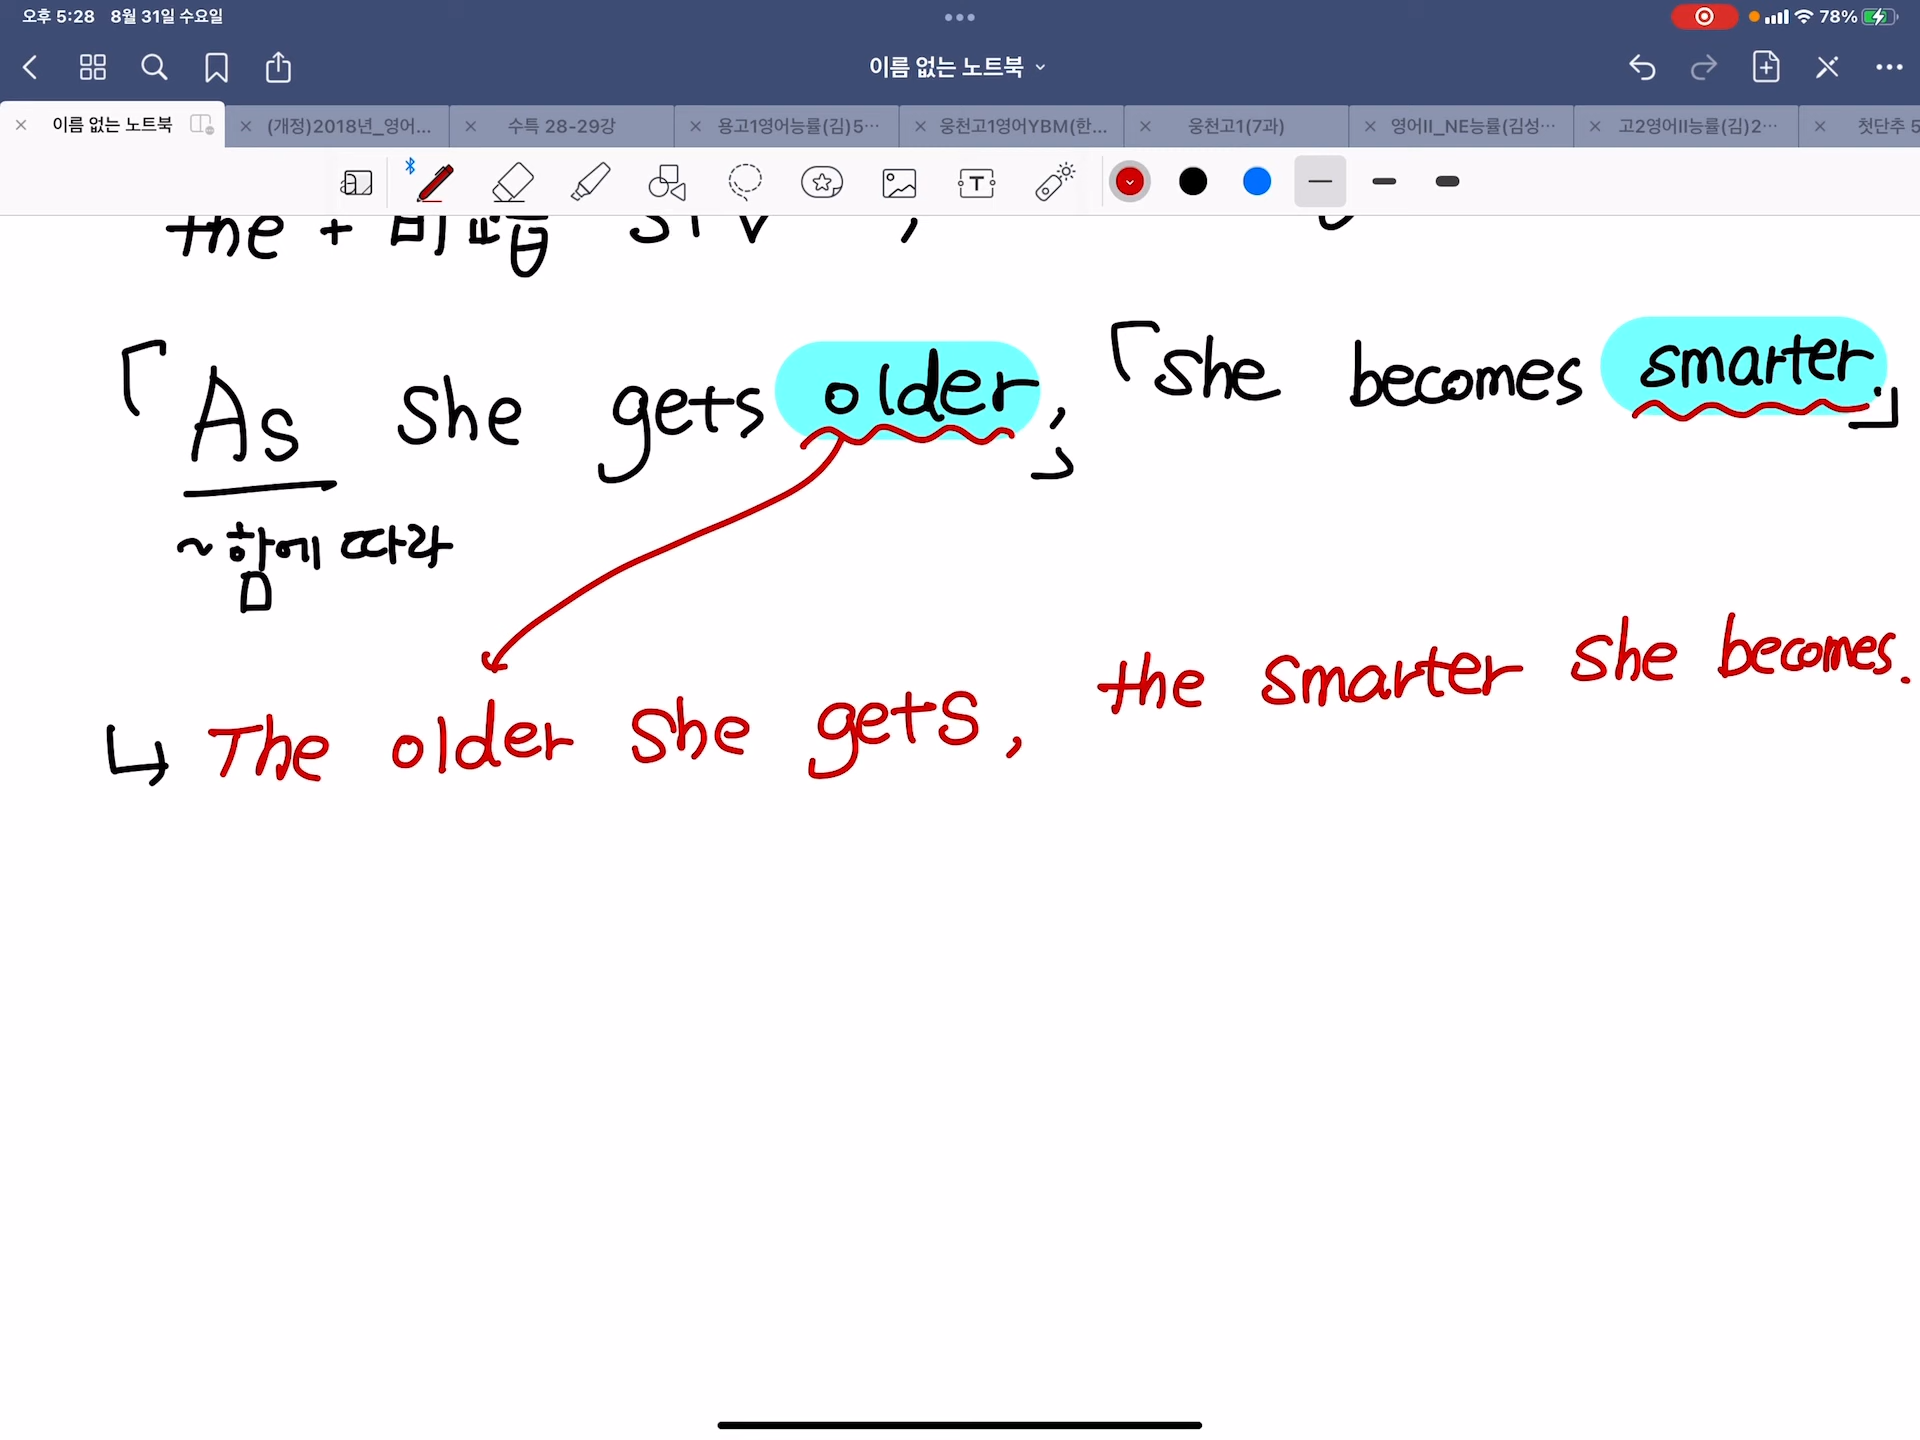 오후 5:28 8월 31일 수요일
78%
이름 없는 노트북
이름 없는 노트북
(개정)2018년_영어...
수특 28-29강
용고1영어능률(김)5…
웅천고1영어YBM(한...
웅천고1(7과)
영어II_NE능률(김성…
고2영어II능률(김)2…
첫단추 5
the +
「As she gets older,」 「she becomes smarter.」
~함에 따라
↳ The older she gets, the smarter she becomes.